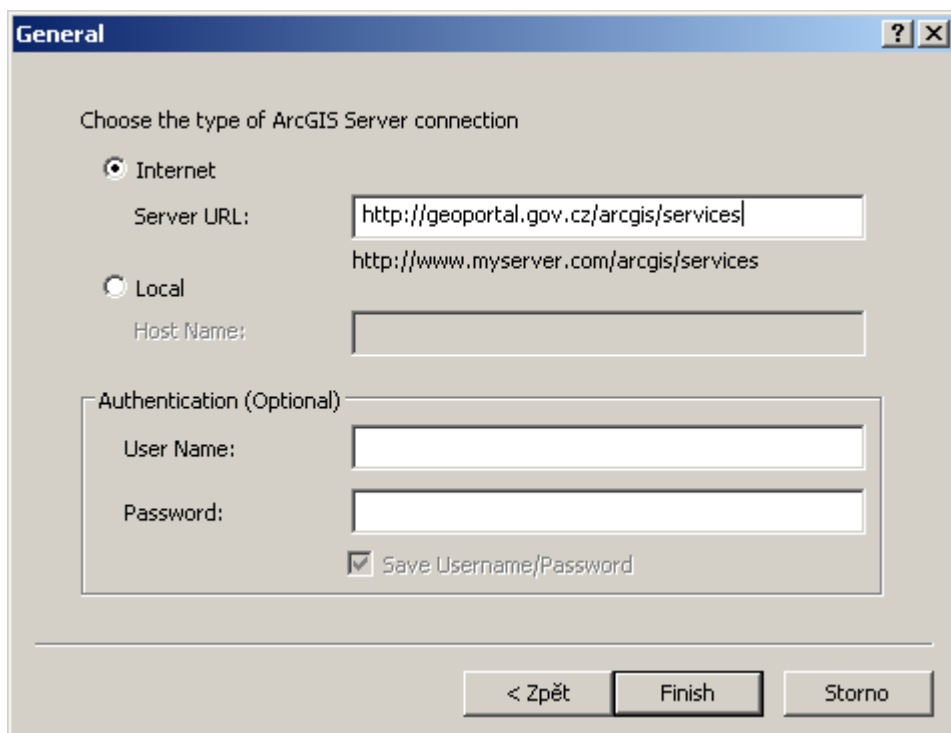 General
Choose the type of ArcGIS Server connection
Internet
Server URL: http://geoportal.gov.cz/arcgis/services
http://www.myserver.com/arcgis/services
Local
Host Name:
Authentication (Optional)
User Name:
Password:
Save Username/Password
< Zpět Finish Storno